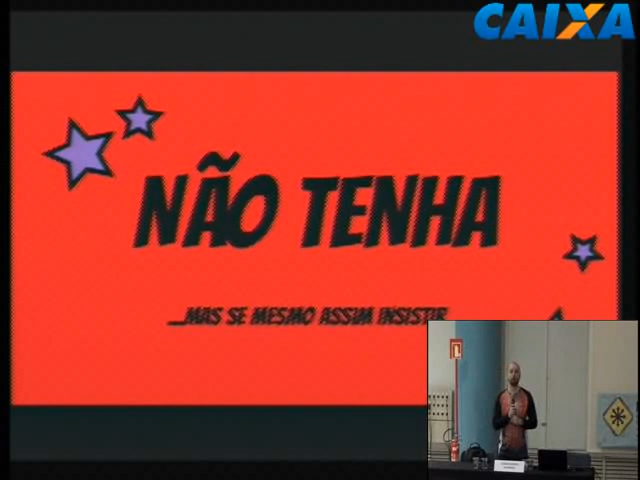 CAIXA
NÃO TENHA
...MAS SE MESMO ASSIM INSISTIR